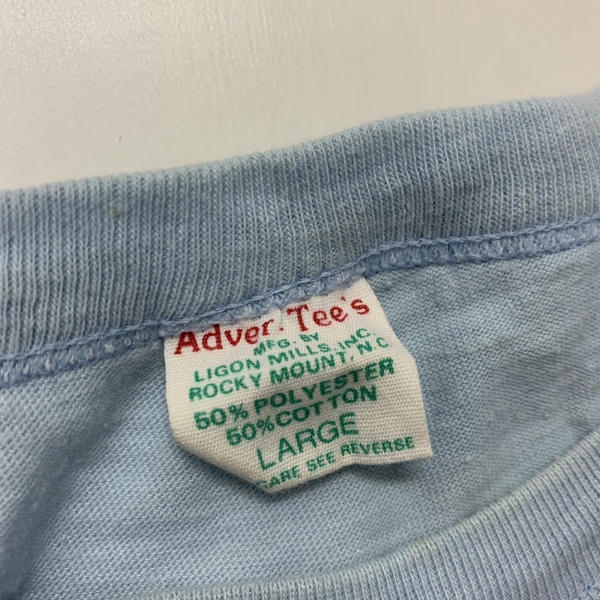 Adver-Tee's
MFG. BY
LIGON MILLS, INC.
ROCKY MOUNT, N.C.
50% POLYESTER
50% COTTON
LARGE
CARE SEE REVERSE